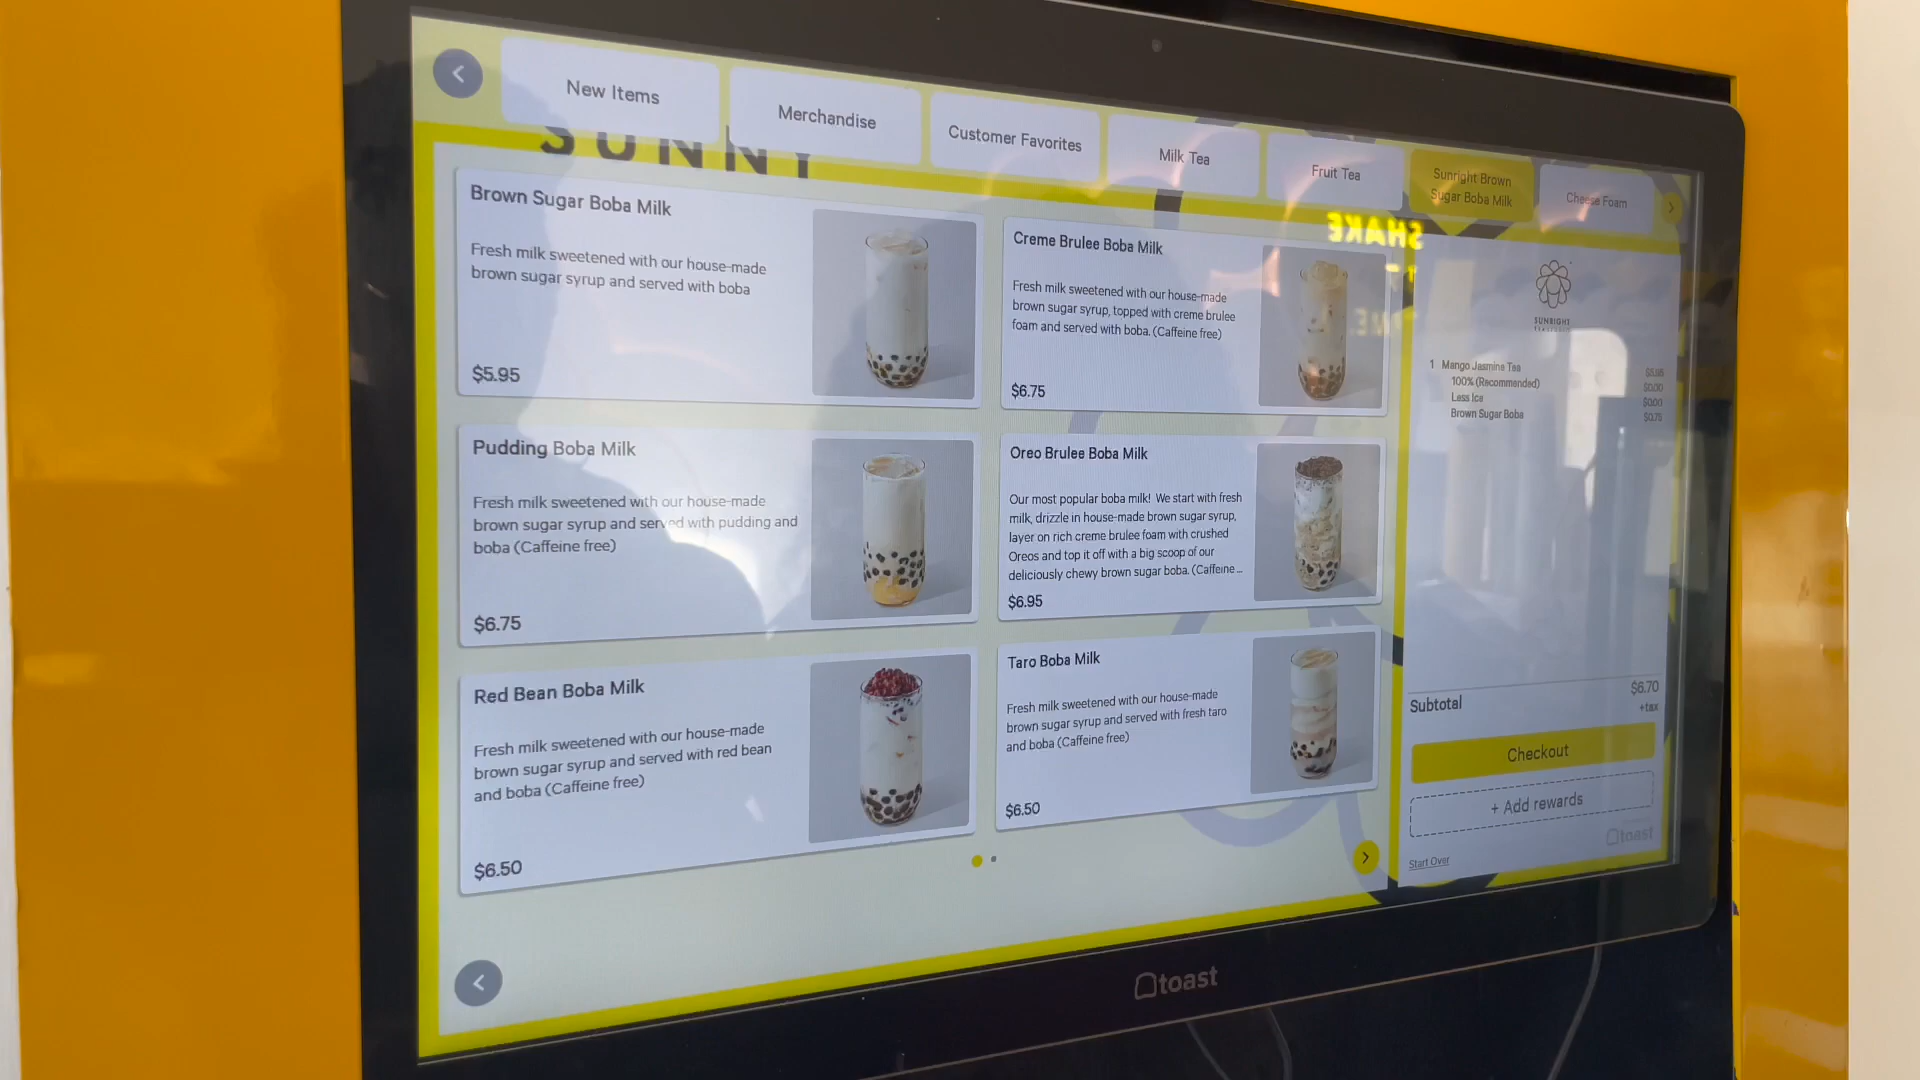 New Items
Merchandise
Customer Favorites
Milk Tea
Fruit Tea
Sunright Brown
Sugar Boba Milk
Cheese Foam
SUNNY
SHAKE
Brown Sugar Boba Milk
Fresh milk sweetened with our house-made
brown sugar syrup and served with boba
$5.95
Creme Brulee Boba Milk
Fresh milk sweetened with our house-made
brown sugar syrup, topped with creme brulee
foam and served with boba. (Caffeine free)
$6.75
Pudding Boba Milk
Fresh milk sweetened with our house-made
brown sugar syrup and served with pudding and
boba (Caffeine free)
$6.75
Oreo Brulee Boba Milk
Our most popular boba milk! We start with fresh
milk, drizzle in house-made brown sugar syrup,
layer on rich creme brulee foam with crushed
Oreos and top it off with a big scoop of our
deliciously chewy brown sugar boba. (Caffeine ...
$6.95
Red Bean Boba Milk
Fresh milk sweetened with our house-made
brown sugar syrup and served with red bean
and boba (Caffeine free)
$6.50
Taro Boba Milk
Fresh milk sweetened with our house-made
brown sugar syrup and served with fresh taro
and boba (Caffeine free)
$6.50
SUNRIGHT
1 Mango Jasmine Tea $5.95
100% (Recommended) $0.00
Less Ice $0.00
Brown Sugar Boba $0.75
Subtotal $6.70
+tax
Checkout
+ Add rewards
toast
Start Over
toast